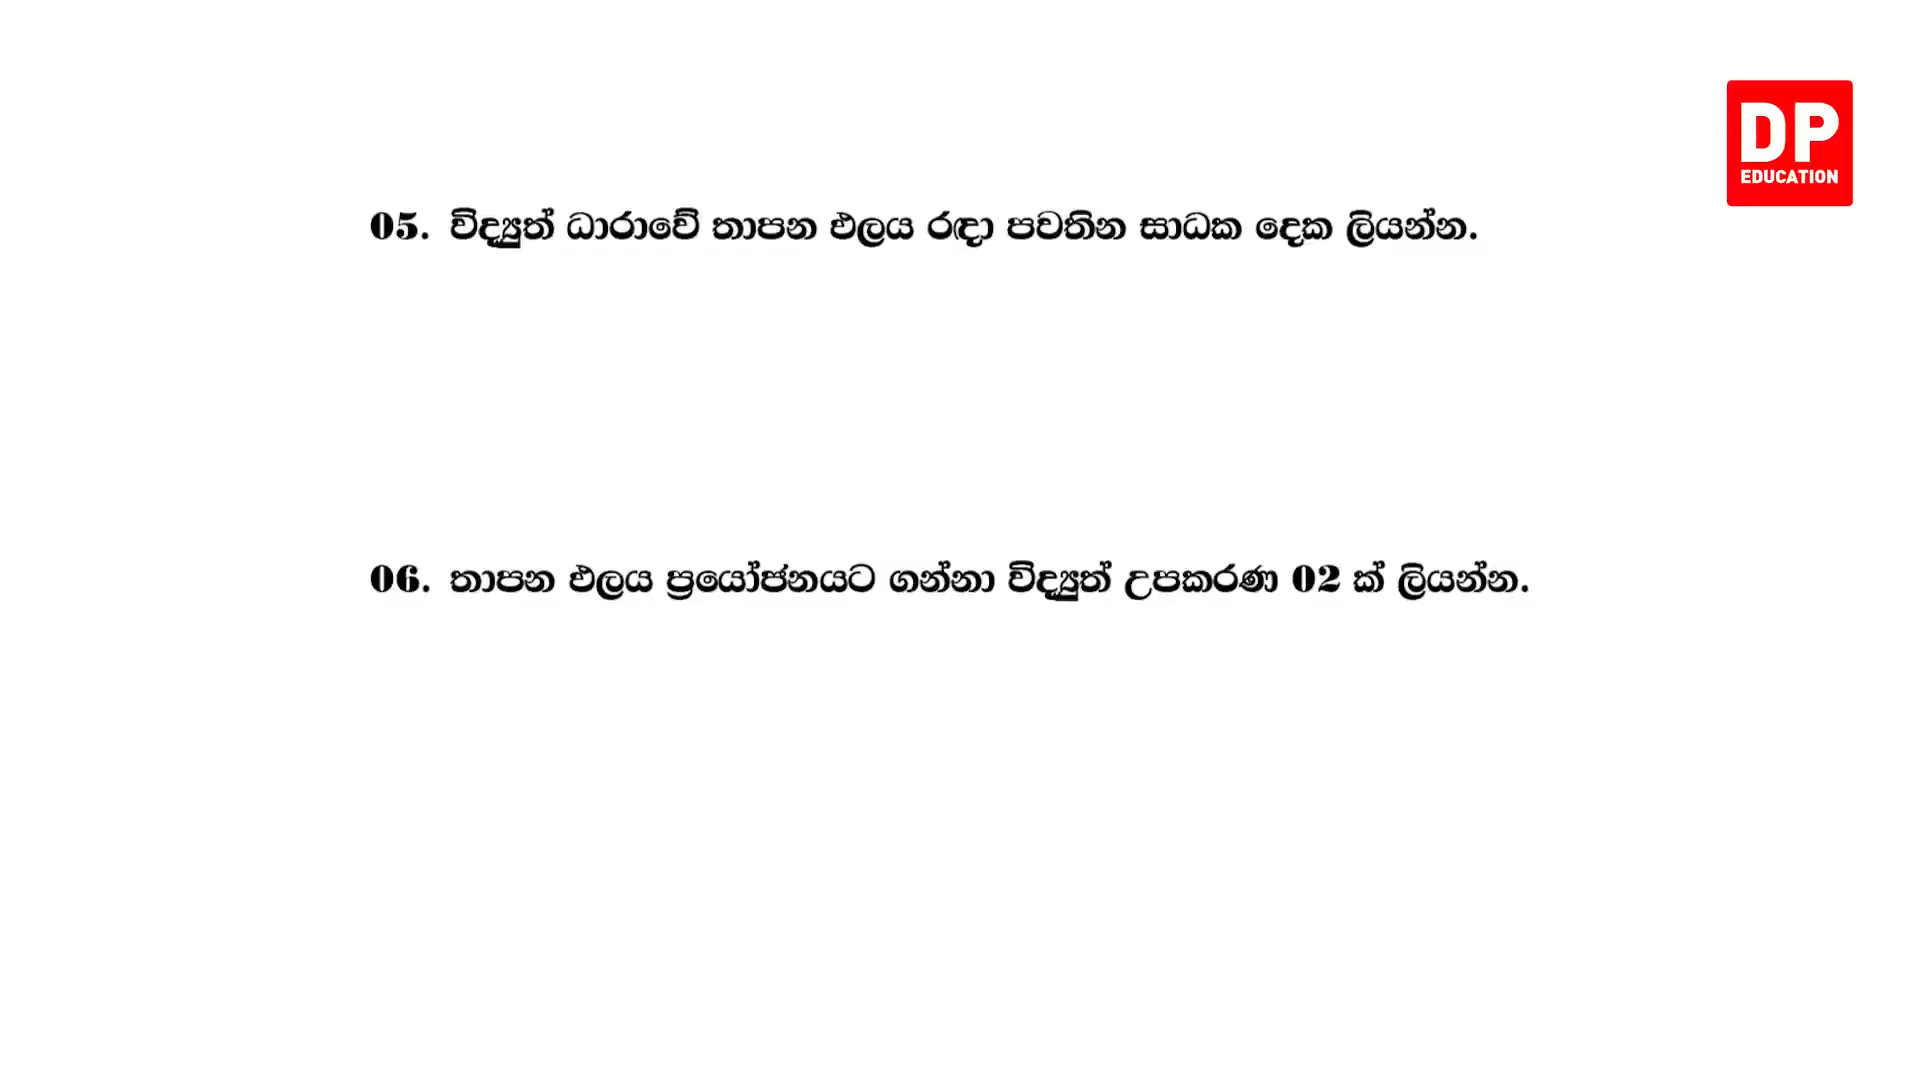 DP
EDUCATION
05. විද්‍යුත් ධාරාවේ තාපන ඵලය රඳා පවතින සාධක දෙක ලියන්න.
06. තාපන ඵලය ප්‍රයෝජනයට ගන්නා විද්‍යුත් උපකරණ 02 ක් ලියන්න.